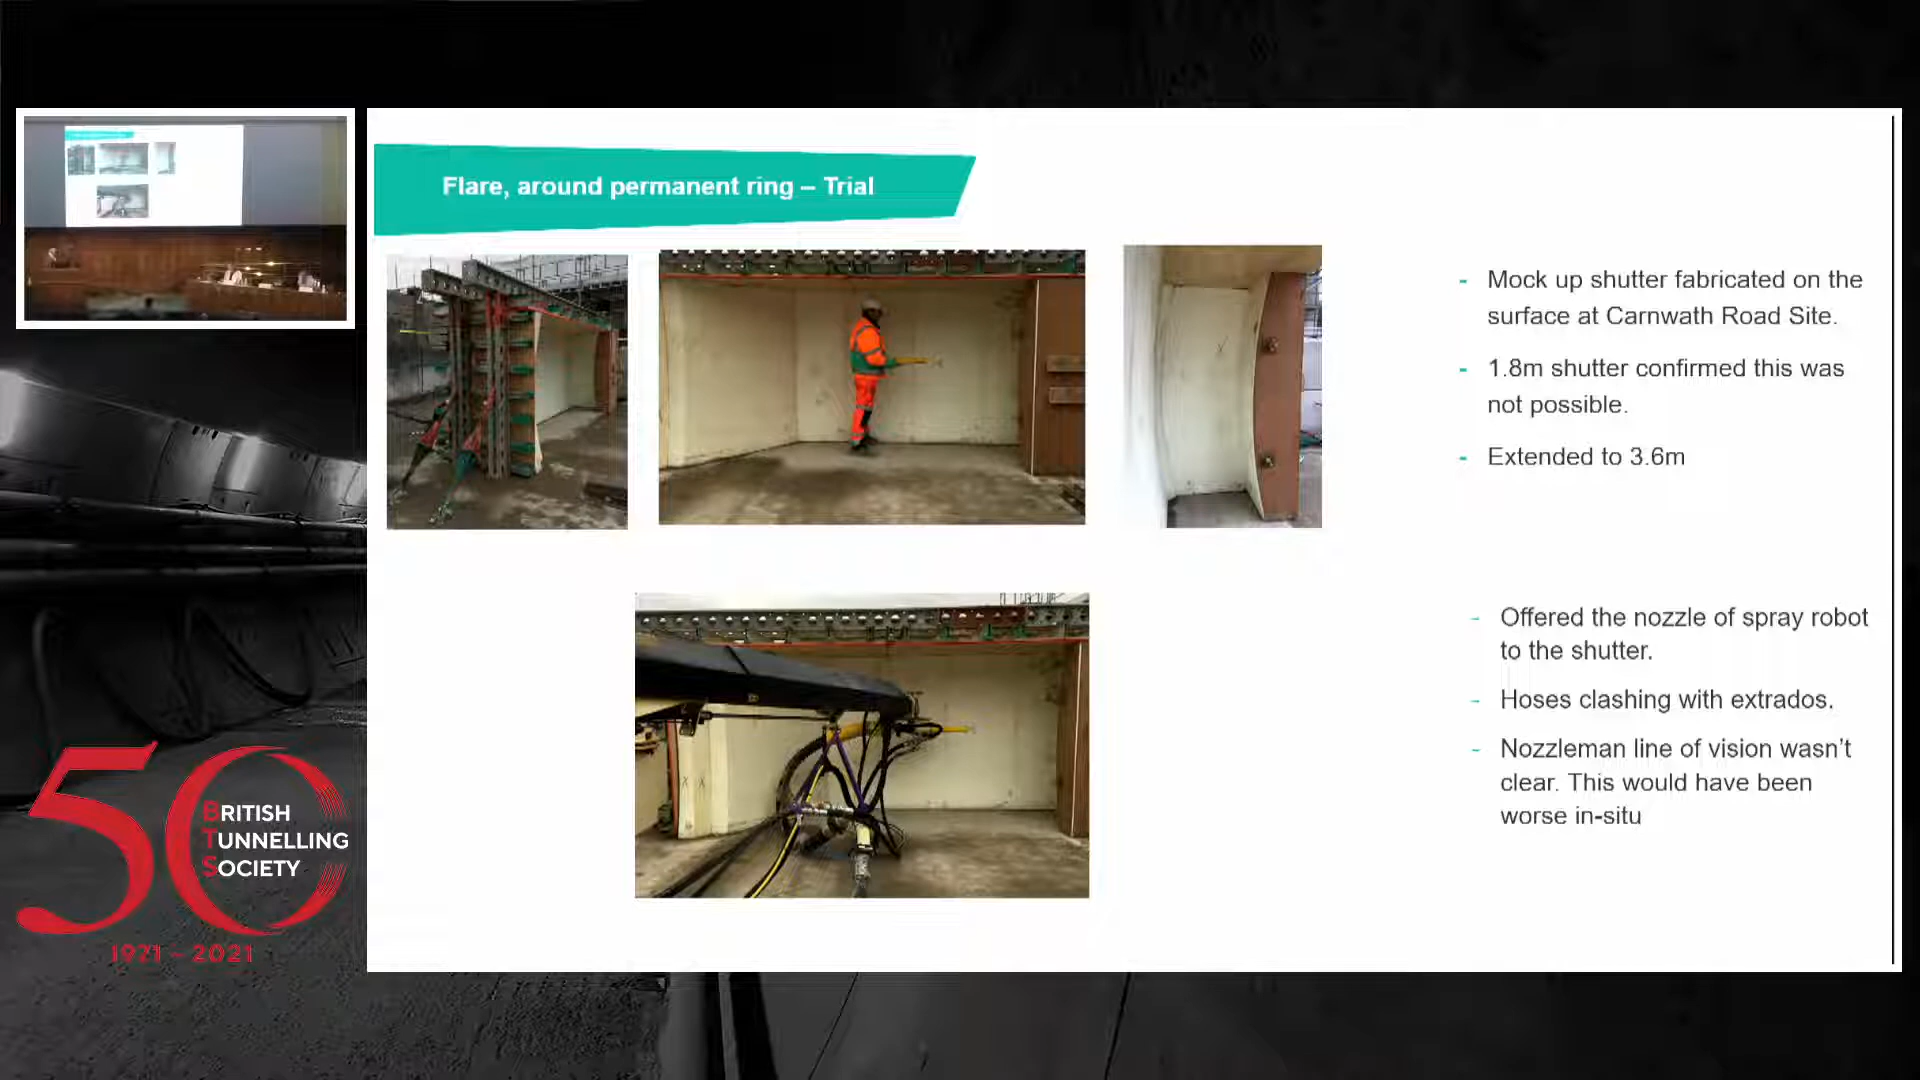 Flare, around permanent ring – Trial
- Mock up shutter fabricated on the
surface at Carnwath Road Site.
- 1.8m shutter confirmed this was
not possible.
- Extended to 3.6m
- Offered the nozzle of spray robot
to the shutter.
- Hoses clashing with extrados.
- Nozzleman line of vision wasn't
clear. This would have been
worse in-situ
50
BRITISH
TUNNELLING
SOCIETY
1971 – 2021